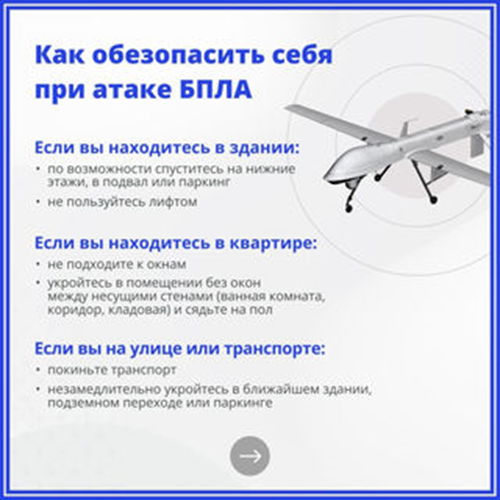 Как обезопасить себя
при атаке БПЛА
Если вы находитесь в здании:
• по возможности спуститесь на нижние
этажи, в подвал или паркинг
• не пользуйтесь лифтом
Если вы находитесь в квартире:
• не подходите к окнам
• укройтесь в помещении без окон
между несущими стенами (ванная комната,
коридор, кладовая) и сядьте на пол
Если вы на улице или транспорте:
• покиньте транспорт
• незамедлительно укройтесь в ближайшем здании,
подземном переходе или паркинге